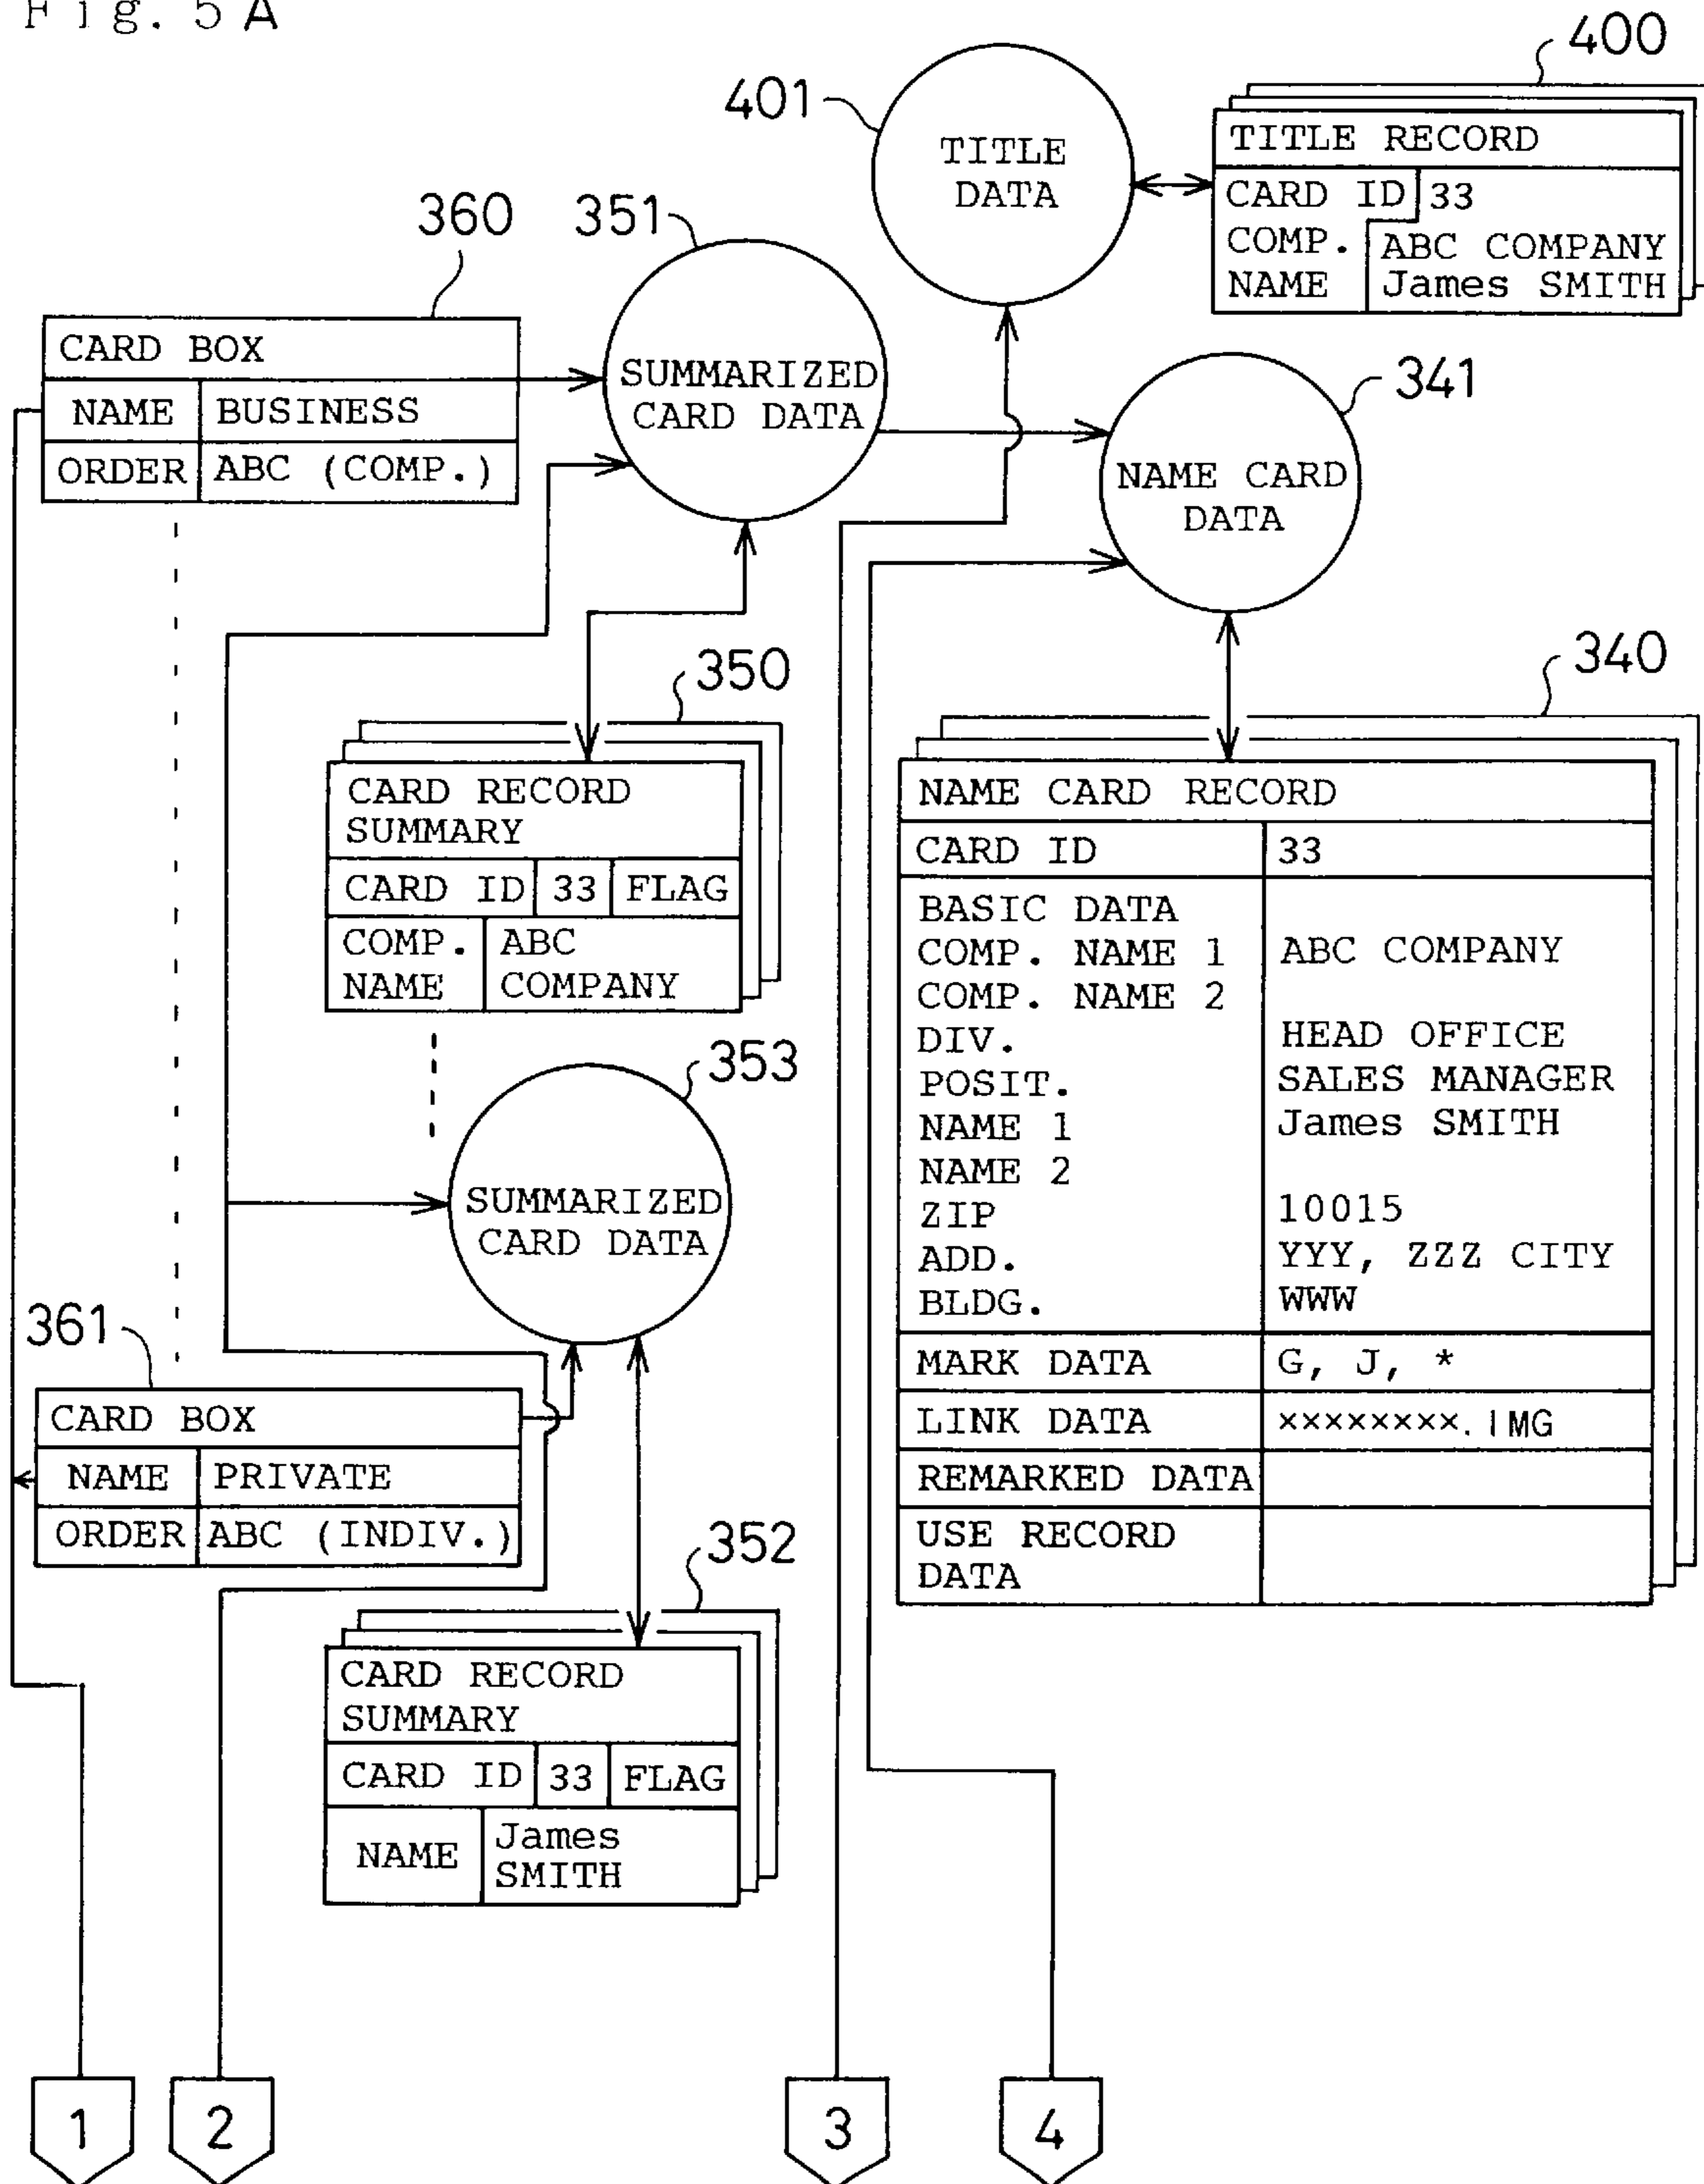 Fig. 5A
400
401
TITLE
DATA
TITLE RECORD
CARD ID 33
COMP. ABC COMPANY
NAME James SMITH
360
351
CARD BOX
NAME BUSINESS
ORDER ABC (COMP.)
SUMMARIZED
CARD DATA
341
NAME CARD
DATA
350
CARD RECORD
SUMMARY
CARD ID 33 FLAG
COMP. ABC
NAME COMPANY
340
NAME CARD RECORD
CARD ID 33
BASIC DATA
COMP. NAME 1 ABC COMPANY
COMP. NAME 2
DIV. HEAD OFFICE
POSIT. SALES MANAGER
NAME 1 James SMITH
NAME 2
ZIP 10015
ADD. YYY, ZZZ CITY
BLDG. WWW
MARK DATA G, J, *
LINK DATA ××××××××.IMG
REMARKED DATA
USE RECORD
DATA
353
SUMMARIZED
CARD DATA
361
CARD BOX
NAME PRIVATE
ORDER ABC (INDIV.)
352
CARD RECORD
SUMMARY
CARD ID 33 FLAG
NAME James
SMITH
1
2
3
4